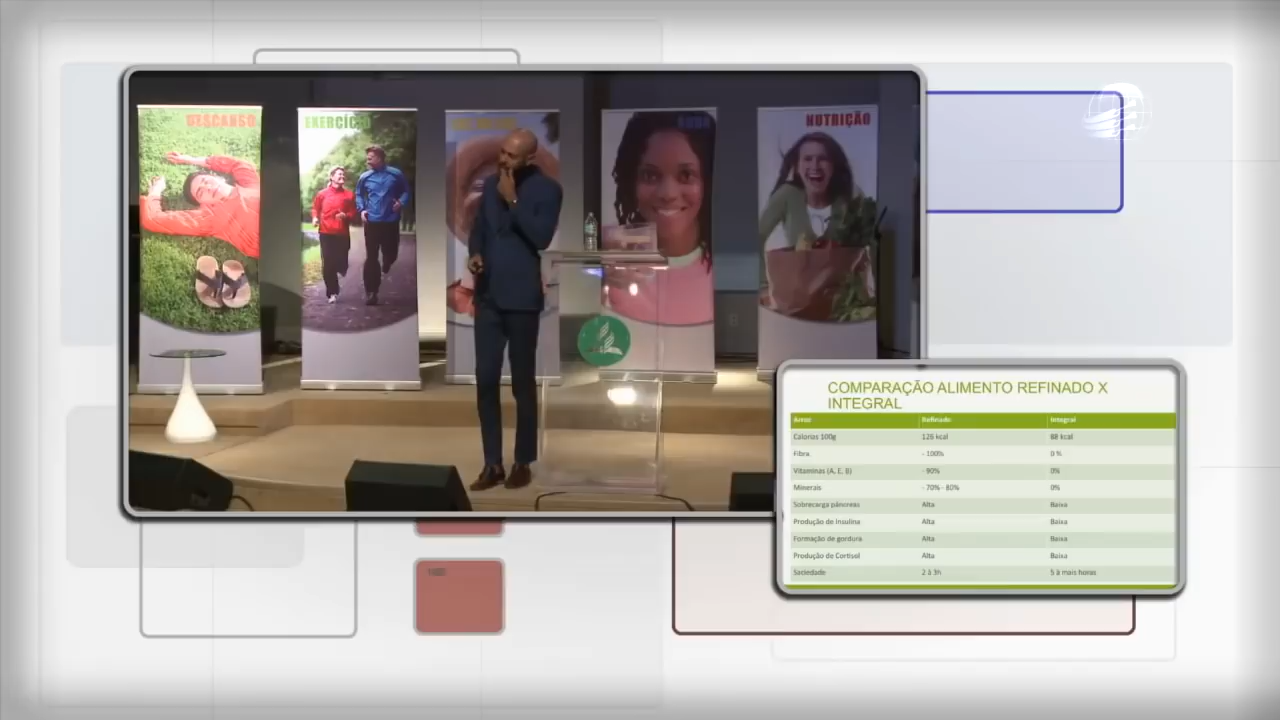 DESCANSO
EXERCÍCIO
NUTRIÇÃO
COMPARAÇÃO ALIMENTO REFINADO X
INTEGRAL
Áreas Refinado Integral
Calorias 100g 126 kcal 88 kcal
Fibra - 100% 0 %
Vitaminas (A, E, B) - 90% 0%
Minerais - 70% - 80% 0%
Sobrecarga pâncreas Alta Baixa
Produção de Insulina Alta Baixa
Formação de gordura Alta Baixa
Produção de Cortisol Alta Baixa
Saciedade 2 à 3h 5 à mais horas